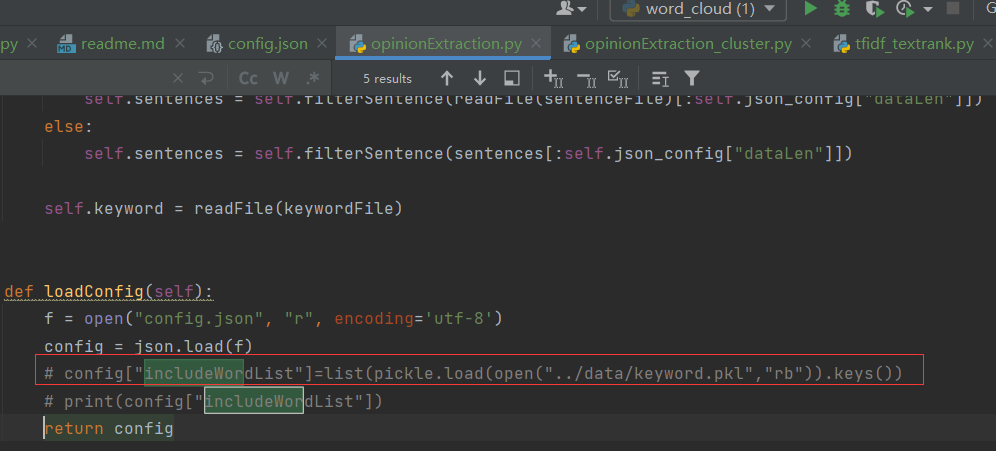 word_cloud (1)
py readme.md config.json opinionExtraction.py opinionExtraction_cluster.py tfidf_textrank.py
Cc W .* 5 results
self.sentences = self.filterSentence(readFile(sentenceFile)[:self.json_config["dataLen"]])
else:
self.sentences = self.filterSentence(sentences[:self.json_config["dataLen"]])
self.keyword = readFile(keywordFile)
def loadConfig(self):
f = open("config.json", "r", encoding='utf-8')
config = json.load(f)
# config["includeWordList"]=list(pickle.load(open("../data/keyword.pkl","rb")).keys())
# print(config["includeWordList"])
return config